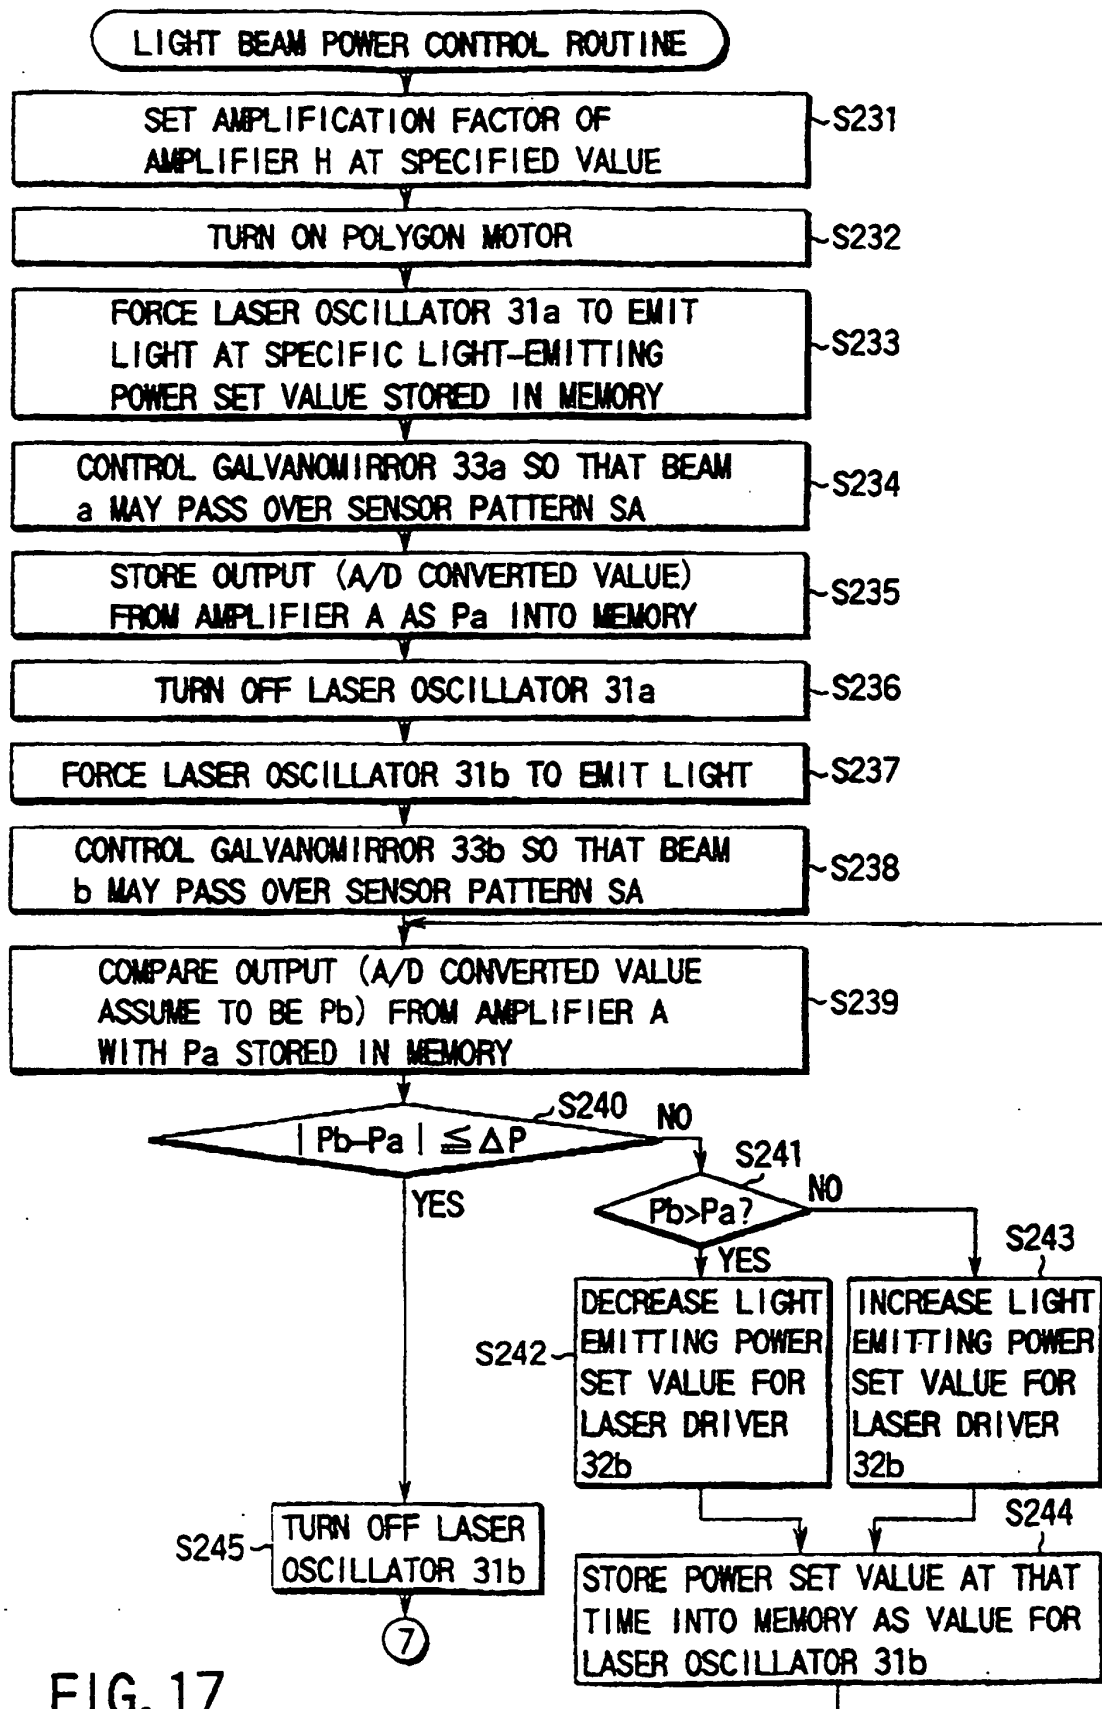 LIGHT BEAM POWER CONTROL ROUTINE
SET AMPLIFICATION FACTOR OF
AMPLIFIER H AT SPECIFIED VALUE
S231
TURN ON POLYGON MOTOR
S232
FORCE LASER OSCILLATOR 31a TO EMIT
LIGHT AT SPECIFIC LIGHT-EMITTING
POWER SET VALUE STORED IN MEMORY
S233
CONTROL GALVANOMIRROR 33a SO THAT BEAM
a MAY PASS OVER SENSOR PATTERN SA
S234
STORE OUTPUT (A/D CONVERTED VALUE)
FROM AMPLIFIER A AS Pa INTO MEMORY
S235
TURN OFF LASER OSCILLATOR 31a
S236
FORCE LASER OSCILLATOR 31b TO EMIT LIGHT
S237
CONTROL GALVANOMIRROR 33b SO THAT BEAM
b MAY PASS OVER SENSOR PATTERN SA
S238
COMPARE OUTPUT (A/D CONVERTED VALUE
ASSUME TO BE Pb) FROM AMPLIFIER A
WITH Pa STORED IN MEMORY
S239
|Pb-Pa| ≦ ΔP
S240
NO
YES
Pb>Pa?
S241
NO
YES
DECREASE LIGHT
EMITTING POWER
SET VALUE FOR
LASER DRIVER
32b
S242
INCREASE LIGHT
EMITTING POWER
SET VALUE FOR
LASER DRIVER
32b
S243
S244
STORE POWER SET VALUE AT THAT
TIME INTO MEMORY AS VALUE FOR
LASER OSCILLATOR 31b
S245
TURN OFF LASER
OSCILLATOR 31b
7
FIG. 17